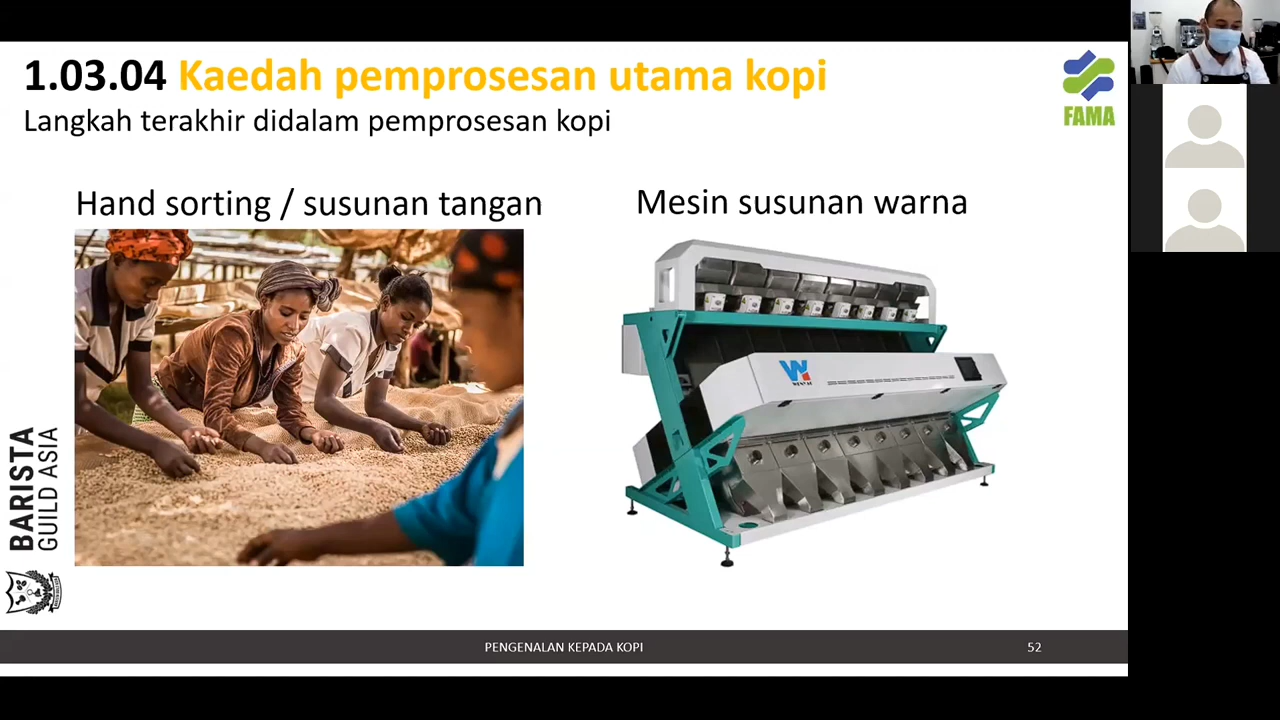 1.03.04 Kaedah pemprosesan utama kopi
Langkah terakhir didalam pemprosesan kopi
FAMA
Hand sorting / susunan tangan
Mesin susunan warna
W
BARISTA
GUILD ASIA
PENGENALAN KEPADA KOPI
52